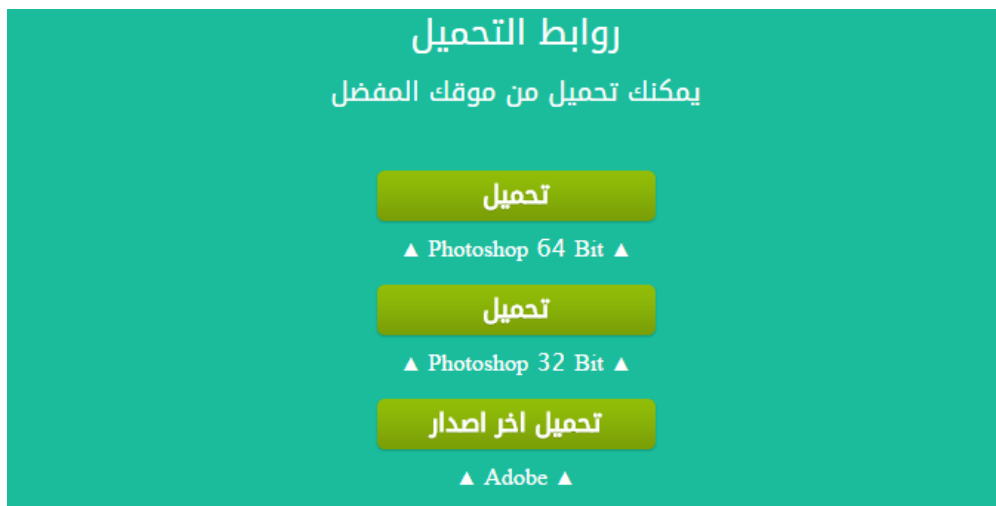 روابط التحميل
يمكنك تحميل من موقك المفضل
تحميل
▲ Photoshop 64 Bit ▲
تحميل
▲ Photoshop 32 Bit ▲
تحميل اخر اصدار
▲ Adobe ▲